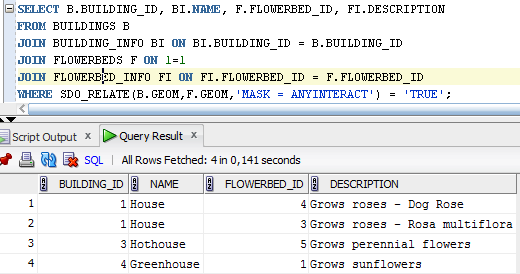 SELECT B.BUILDING_ID, BI.NAME, F.FLOWERBED_ID, FI.DESCRIPTION
FROM BUILDINGS B
JOIN BUILDING_INFO BI ON BI.BUILDING_ID = B.BUILDING_ID
JOIN FLOWERBEDS F ON 1=1
JOIN FLOWERBED_INFO FI ON FI.FLOWERBED_ID = F.FLOWERBED_ID
WHERE SDO_RELATE(B.GEOM,F.GEOM,'MASK = ANYINTERACT') = 'TRUE';
Script Output × Query Result ×
SQL | All Rows Fetched: 4 in 0,141 seconds
BUILDING_ID NAME FLOWERBED_ID DESCRIPTION
1 1 House 4 Grows roses - Dog Rose
2 1 House 3 Grows roses - Rosa multiflora
3 3 Hothouse 5 Grows perennial flowers
4 4 Greenhouse 1 Grows sunflowers